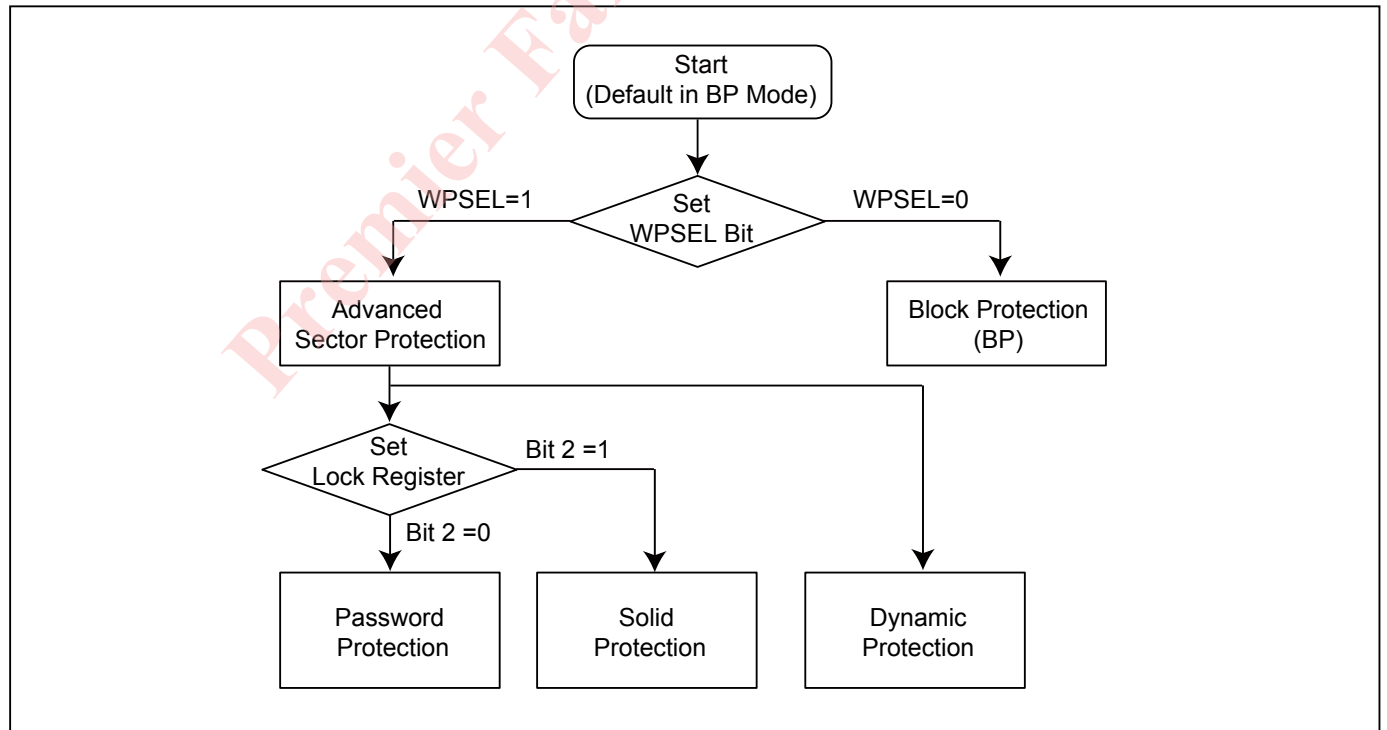 Premier Fa
Start
(Default in BP Mode)
WPSEL=1
Set
WPSEL Bit
WPSEL=0
Advanced
Sector Protection
Block Protection
(BP)
Set
Lock Register
Bit 2 =1
Bit 2 =0
Password
Protection
Solid
Protection
Dynamic
Protection